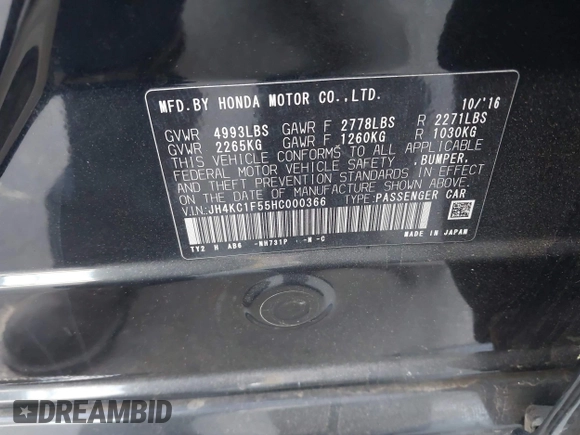 MFD.BY HONDA MOTOR CO.,LTD. 10/'16
GVWR 4993LBS GAWR F 2778LBS R 2271LBS
GVWR 2265KG GAWR F 1260KG R 1030KG
THIS VEHICLE CONFORMS TO ALL APPLICABLE
FEDERAL MOTOR VEHICLE SAFETY ,BUMPER,
AND THEFT PREVENTION STANDARDS IN EFFECT
ON THE DATE OF MANUFACTURE SHOWN ABOVE.
V.I.N:JH4KC1F55HC000366 TYPE:PASSENGER CAR
TY2 N AB6 -NH731P - -N -C MADE IN JAPAN
DREAMBID